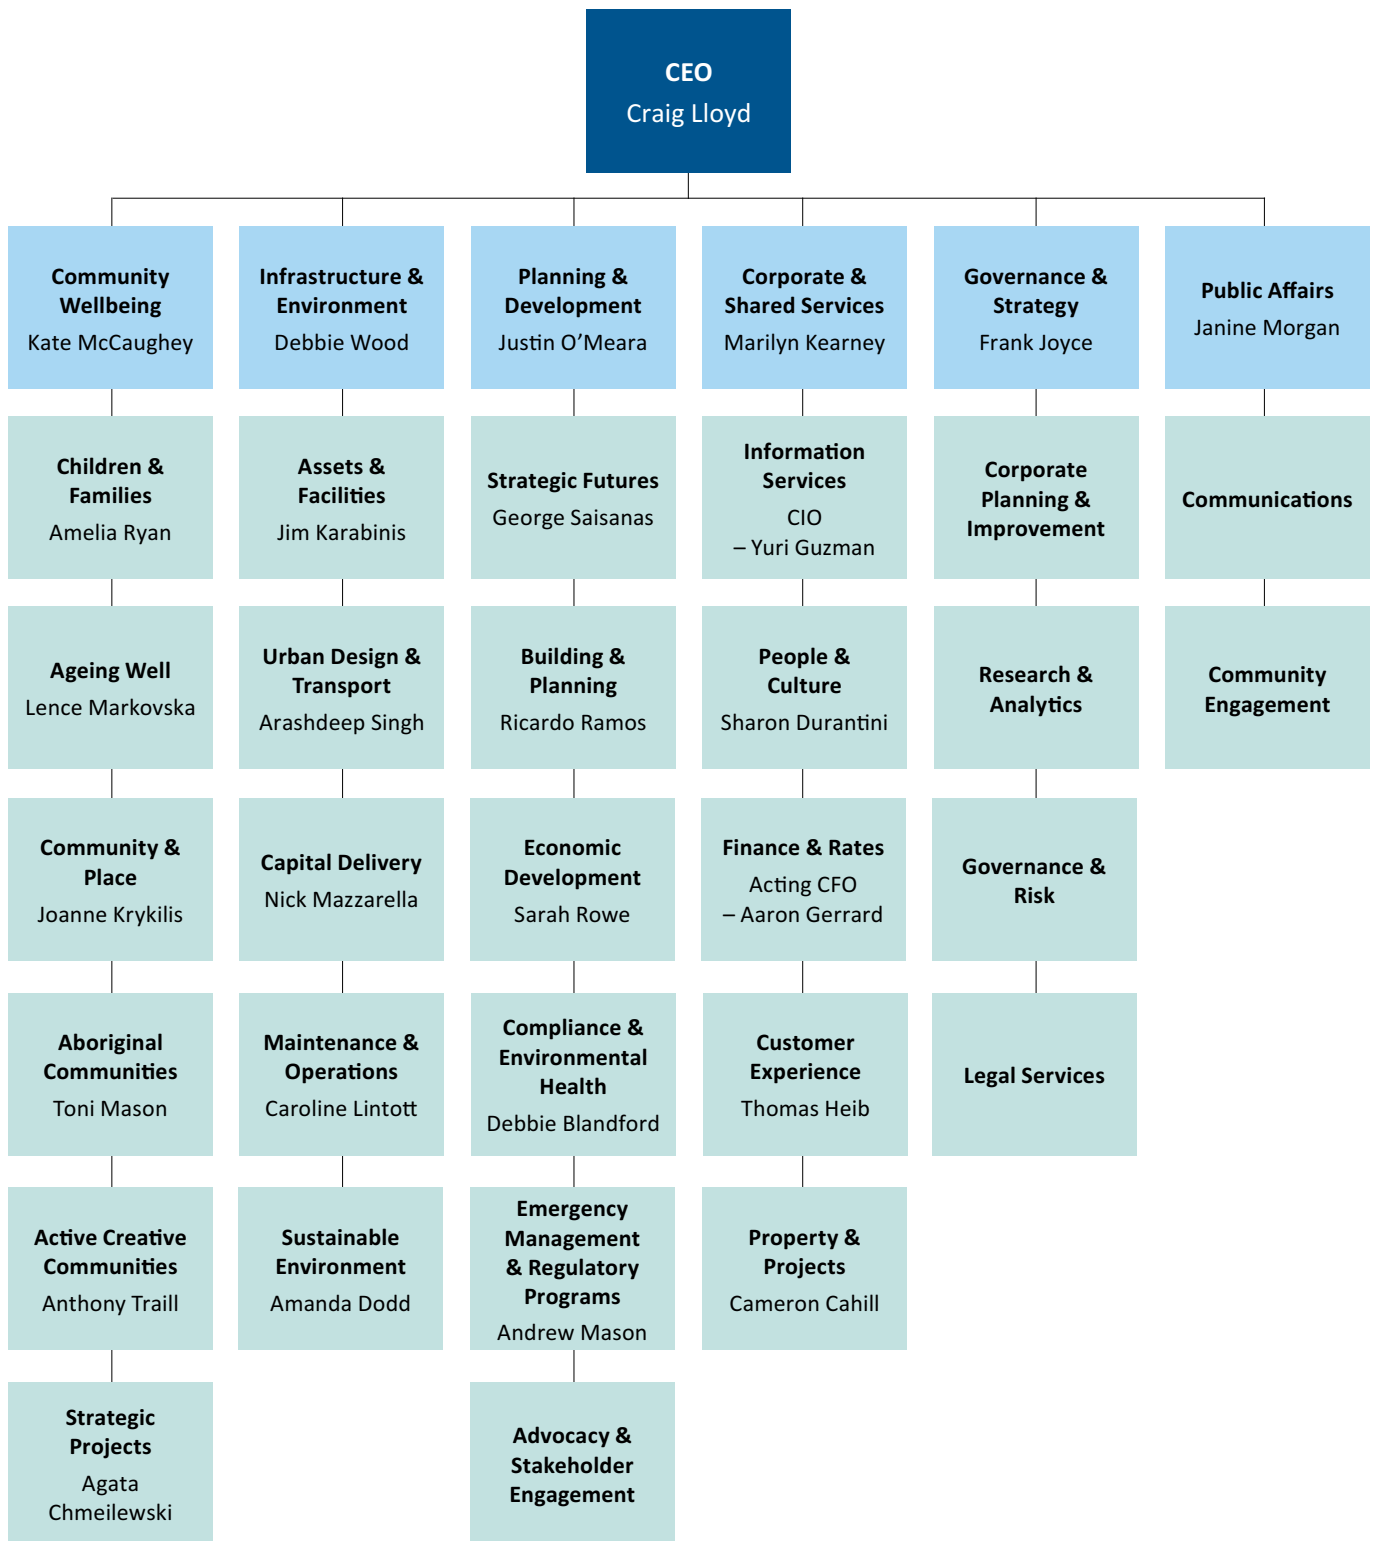 CEO
Craig Lloyd
Community
Wellbeing
Kate McCaughey
Infrastructure &
Environment
Debbie Wood
Planning &
Development
Justin O’Meara
Corporate &
Shared Services
Marilyn Kearney
Governance &
Strategy
Frank Joyce
Public Affairs
Janine Morgan
Children &
Families
Amelia Ryan
Assets &
Facilities
Jim Karabinis
Strategic Futures
George Saisanas
Information
Services
CIO
– Yuri Guzman
Corporate
Planning &
Improvement
Communications
Ageing Well
Lence Markovska
Urban Design &
Transport
Arashdeep Singh
Building &
Planning
Ricardo Ramos
People &
Culture
Sharon Durantini
Research &
Analytics
Community
Engagement
Community &
Place
Joanne Krykilis
Capital Delivery
Nick Mazzarella
Economic
Development
Sarah Rowe
Finance & Rates
Acting CFO
– Aaron Gerrard
Governance &
Risk
Aboriginal
Communities
Toni Mason
Maintenance &
Operations
Caroline Lintott
Compliance &
Environmental
Health
Debbie Blandford
Customer
Experience
Thomas Heib
Legal Services
Active Creative
Communities
Anthony Traill
Sustainable
Environment
Amanda Dodd
Emergency
Management
& Regulatory
Programs
Andrew Mason
Property &
Projects
Cameron Cahill
Strategic
Projects
Agata
Chmeilewski
Advocacy &
Stakeholder
Engagement